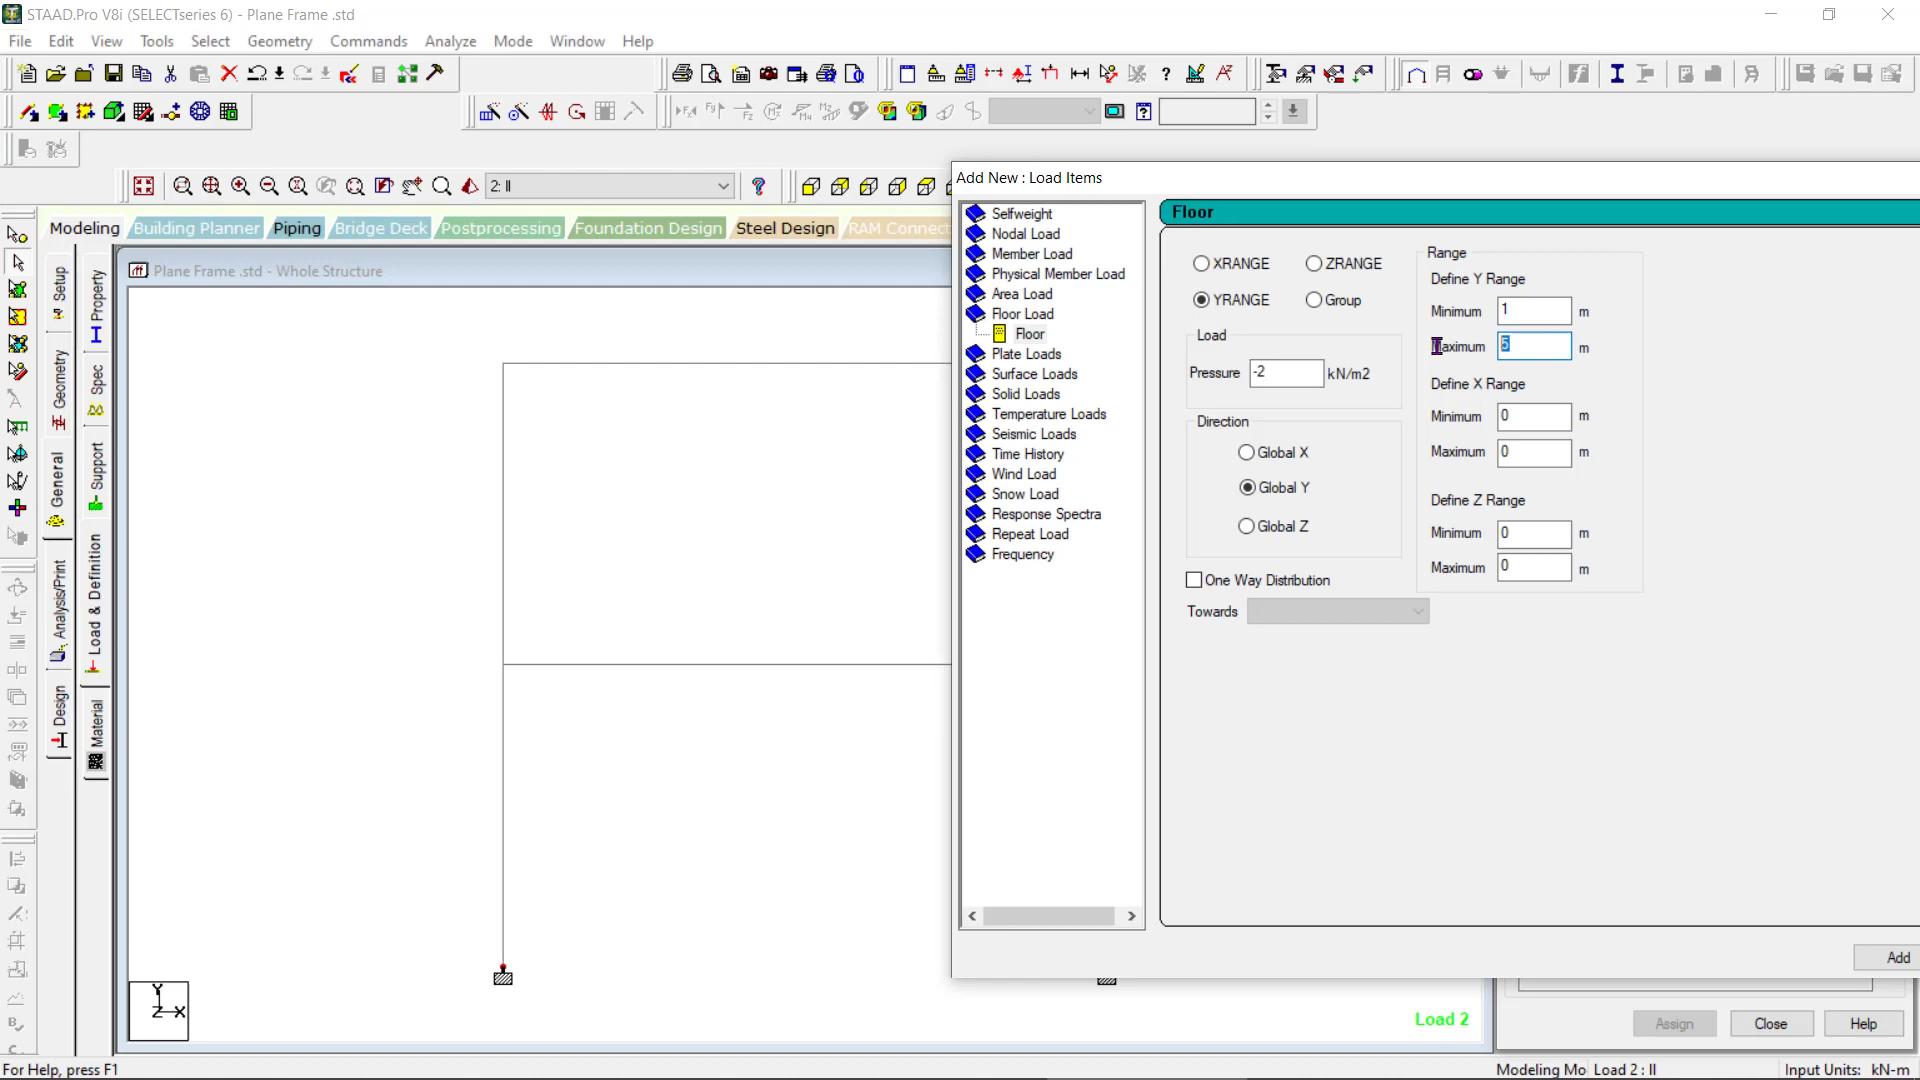 STAAD.Pro V8i (SELECTseries 6) - Plane Frame .std
File Edit View Tools Select Geometry Commands Analyze Mode Window Help
2: II
Modeling Building Planner Piping Bridge Deck Postprocessing Foundation Design Steel Design RAM Connect
Plane Frame .std - Whole Structure
Setup
Geometry
General
Analysis/Print
Design
Property
Spec
Support
Load & Definition
Material
Y
Z X
Load 2
Add New : Load Items
Selfweight
Nodal Load
Member Load
Physical Member Load
Area Load
Floor Load
Floor
Plate Loads
Surface Loads
Solid Loads
Temperature Loads
Seismic Loads
Time History
Wind Load
Snow Load
Response Spectra
Repeat Load
Frequency
Floor
XRANGE ZRANGE
YRANGE Group
Load
Pressure -2 kN/m2
Direction
Global X
Global Y
Global Z
One Way Distribution
Towards
Range
Define Y Range
Minimum 1 m
Maximum 5 m
Define X Range
Minimum 0 m
Maximum 0 m
Define Z Range
Minimum 0 m
Maximum 0 m
Add
Assign Close Help
For Help, press F1
Modeling Mo Load 2 : II Input Units: kN-m